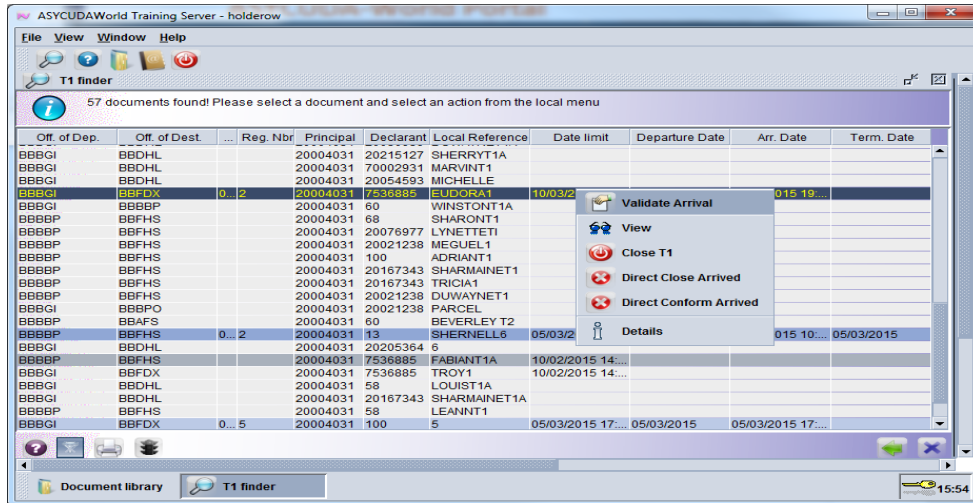 ASYCUDA-World Portal
ASYCUDAWorld Training Server - holderow
File View Window Help
T1 finder
57 documents found! Please select a document and select an action from the local menu
Off. of Dep. Off. of Dest. ... Reg. Nbr Principal Declarant Local Reference Date limit Departure Date Arr. Date Term. Date
BBBGI BBDHL 20004031 20215127 SHERRYT1A
BBBGI BBDHL 20004031 70002931 MARVINT1
BBBGI BBDHL 20004031 20054593 MICHELLE
BBBGI BBFDX 0... 2 20004031 7536885 EUDORA1 10/03/2 015 19:...
BBBGI BBBBP 20004031 60 WINSTONT1A
BBBBP BBFHS 20004031 68 SHARONT1
BBBBP BBFHS 20004031 20076977 LYNETTETI
BBBBP BBFHS 20004031 20021238 MEGUEL1
BBBBP BBFHS 20004031 100 ADRIANT1
BBBBP BBFHS 20004031 20167343 SHARMAINET1
BBBBP BBFHS 20004031 20167343 TRICIA1
BBBBP BBFHS 20004031 20021238 DUWAYNET1
BBBGI BBBPO 20004031 20021238 PARCEL
BBBBP BBAFS 20004031 60 BEVERLEY T2
BBBBP BBFHS 0... 2 20004031 13 SHERNELL6 05/03/2 015 10:... 05/03/2015
BBBGI BBDHL 20004031 20205364 6
BBBBP BBFHS 20004031 7536885 FABIANT1A 10/02/2015 14:...
BBBGI BBFDX 20004031 7536885 TROY1 10/02/2015 14:...
BBBGI BBDHL 20004031 58 LOUIST1A
BBBGI BBDHL 20004031 20167343 SHARMAINET1A
BBBBP BBFHS 20004031 58 LEANNT1
BBBGI BBFDX 0... 5 20004031 100 5 05/03/2015 17:... 05/03/2015 05/03/2015 17:...
Validate Arrival
View
Close T1
Direct Close Arrived
Direct Conform Arrived
Details
Document library T1 finder 15:54